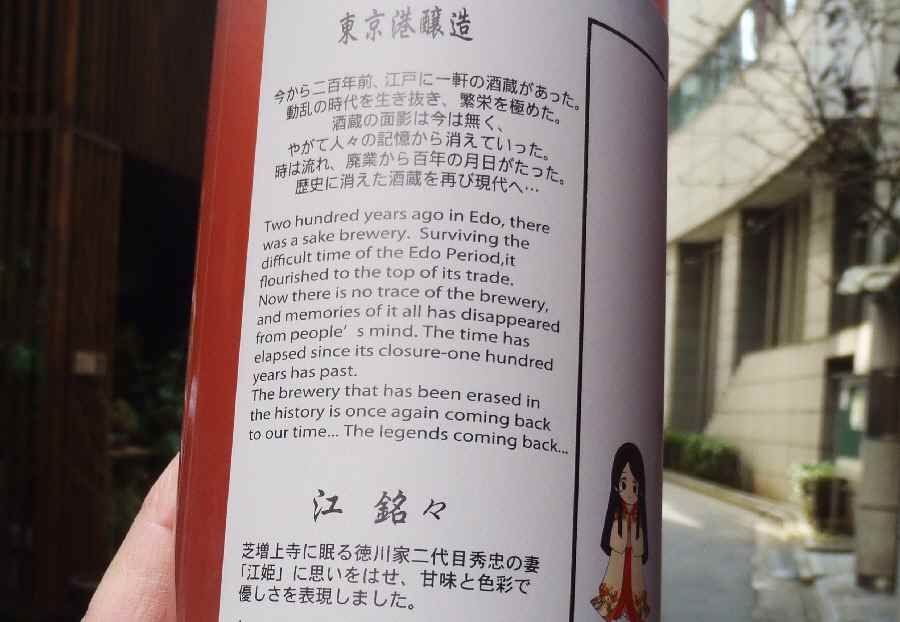 東京港醸造
今から二百年前、江戸に一軒の酒蔵があった。
動乱の時代を生き抜き、繁栄を極めた。
酒蔵の面影は今は無く、
やがて人々の記憶から消えていった。
時は流れ、廃業から百年の月日がたった。
歴史に消えた酒蔵を再び現代へ…
Two hundred years ago in Edo, there
was a sake brewery. Surviving the
difficult time of the Edo Period,it
flourished to the top of its trade.
Now there is no trace of the brewery,
and memories of it all has disappeared
from people’s mind. The time has
elapsed since its closure-one hundred
years has past.
The brewery that has been erased in
the history is once again coming back
to our time... The legends coming back...
江 銘々
芝増上寺に眠る徳川家二代目秀忠の妻
「江姫」に思いをはせ、甘味と色彩で
優しさを表現しました。